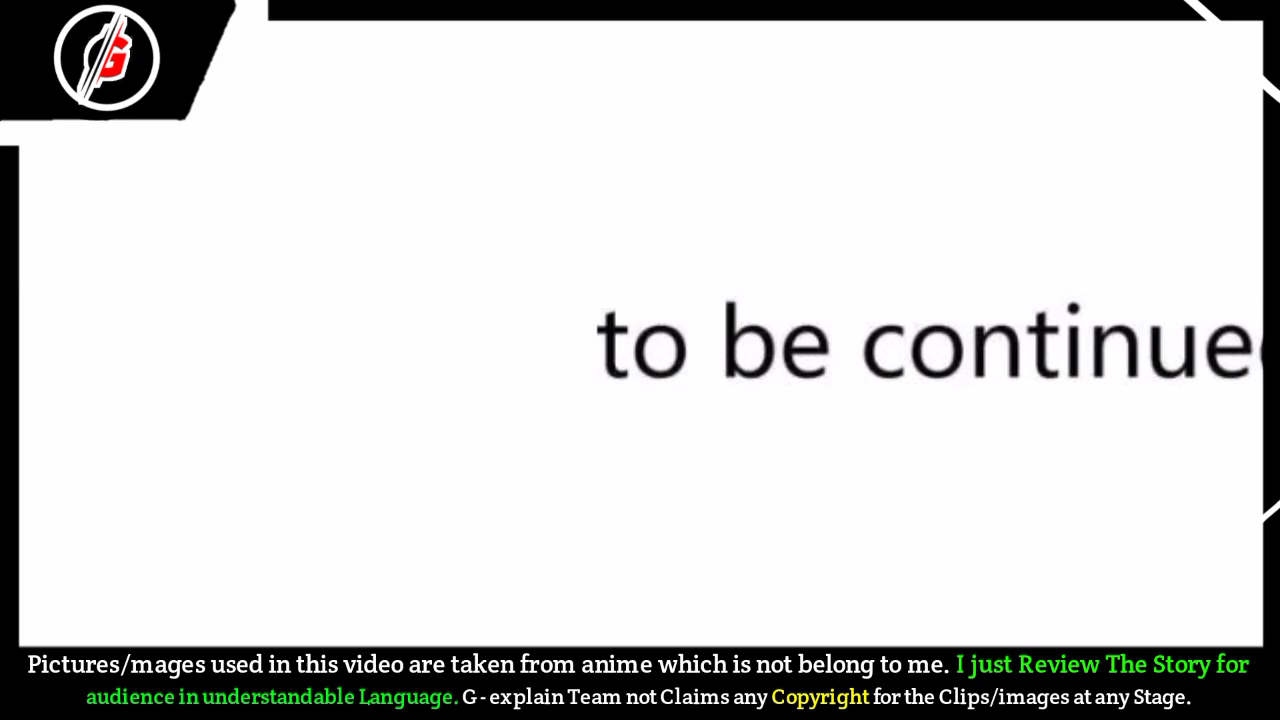 G
to be continue
Pictures/mages used in this video are taken from anime which is not belong to me. I just Review The Story for
audience in understandable Language. G - explain Team not Claims any Copyright for the Clips/images at any Stage.